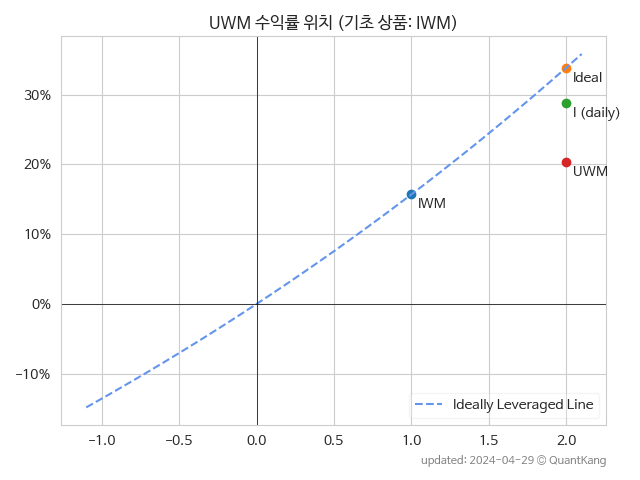 UWM 수익률 위치 (기초 상품: IWM)
30%
20%
10%
0%
−10%
Ideal
I (daily)
UWM
IWM
Ideally Leveraged Line
−1.0 −0.5 0.0 0.5 1.0 1.5 2.0
updated: 2024-04-29 © QuantKang